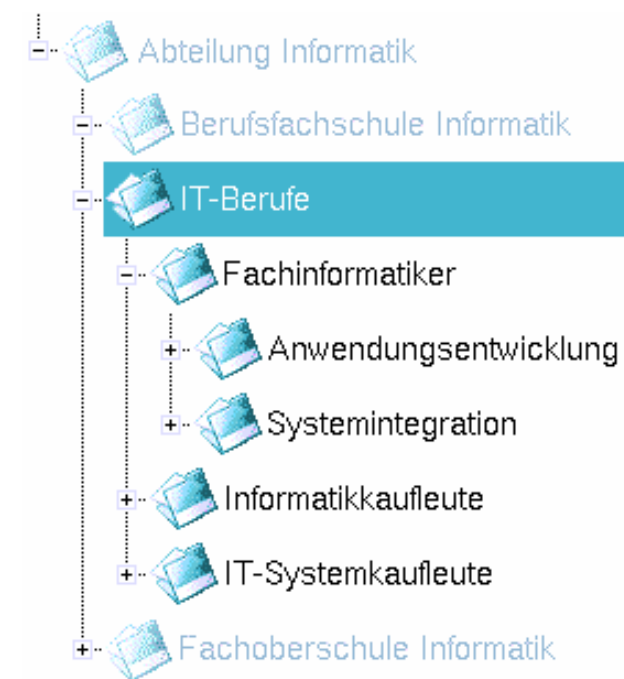 Abteilung Informatik
Berufsfachschule Informatik
IT-Berufe
Fachinformatiker
Anwendungsentwicklung
Systemintegration
Informatikkaufleute
IT-Systemkaufleute
Fachoberschule Informatik